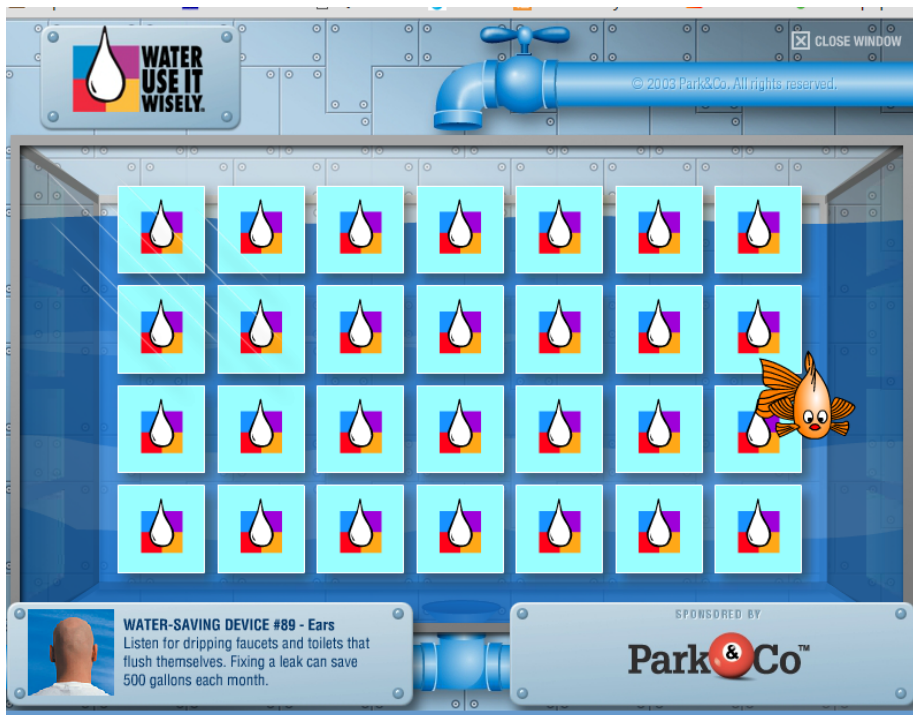 WATER
USE IT
WISELY.
CLOSE WINDOW
© 2003 Park&Co. All rights reserved.
WATER-SAVING DEVICE #89 - Ears
Listen for dripping faucets and toilets that
flush themselves. Fixing a leak can save
500 gallons each month.
SPONSORED BY
Park&Co™